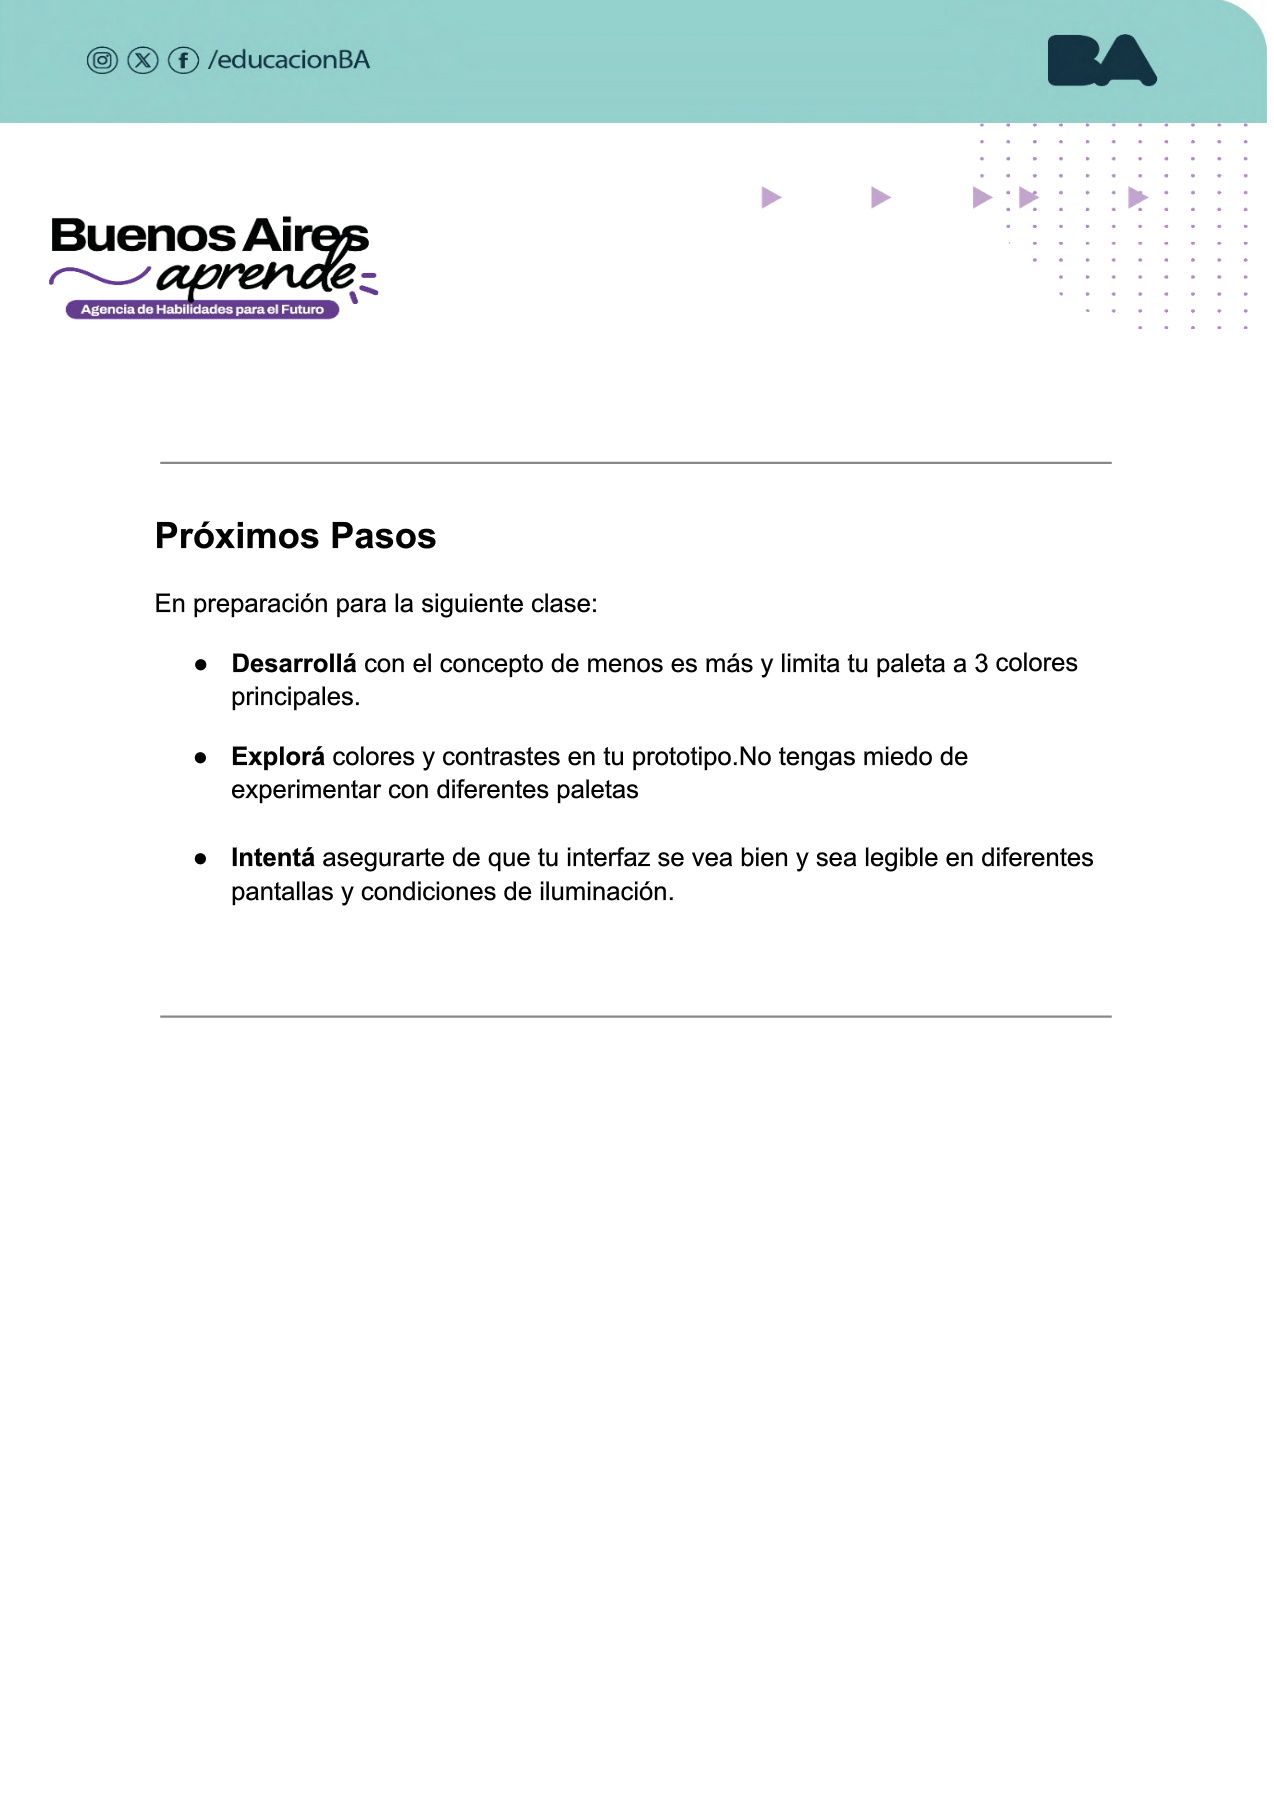 /educacionBA
BA
Buenos Aires
aprende
Agencia de Habilidades para el Futuro
Próximos Pasos
En preparación para la siguiente clase:
● Desarrollá con el concepto de menos es más y limita tu paleta a 3 colores
principales.
● Explorá colores y contrastes en tu prototipo.No tengas miedo de
experimentar con diferentes paletas
● Intentá asegurarte de que tu interfaz se vea bien y sea legible en diferentes
pantallas y condiciones de iluminación.